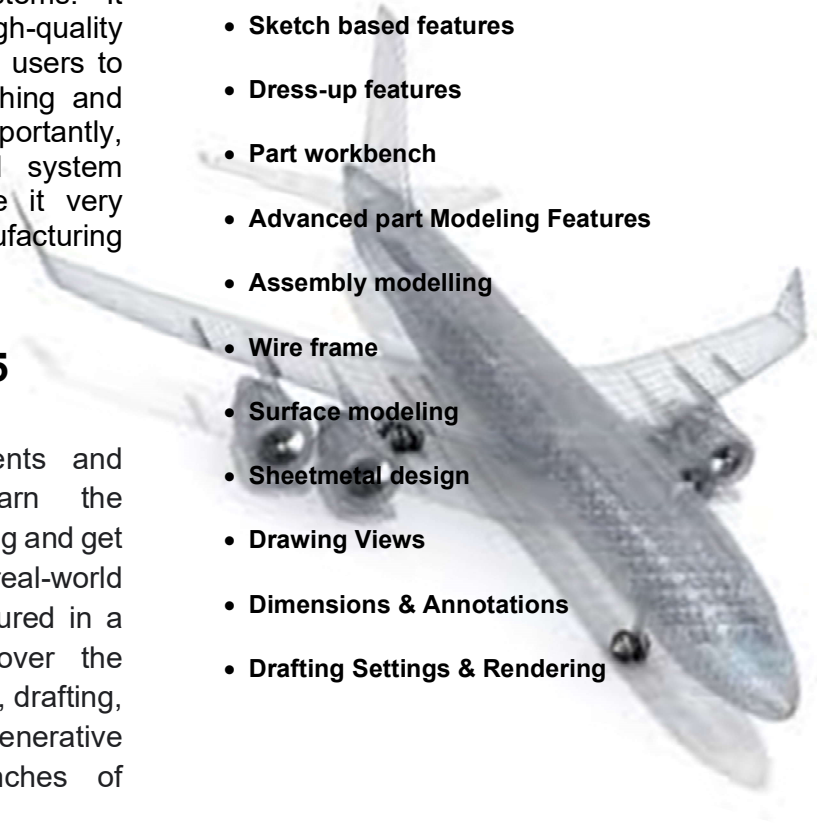 gh-quality
users to
hing and
portantly,
system
it very
ufacturing
5
ents and
arn the
g and get
real-world
ured in a
over the
, drafting,
enerative
ches of
• Sketch based features
• Dress-up features
• Part workbench
• Advanced part Modeling Features
• Assembly modelling
• Wire frame
• Surface modeling
• Sheetmetal design
• Drawing Views
• Dimensions & Annotations
• Drafting Settings & Rendering